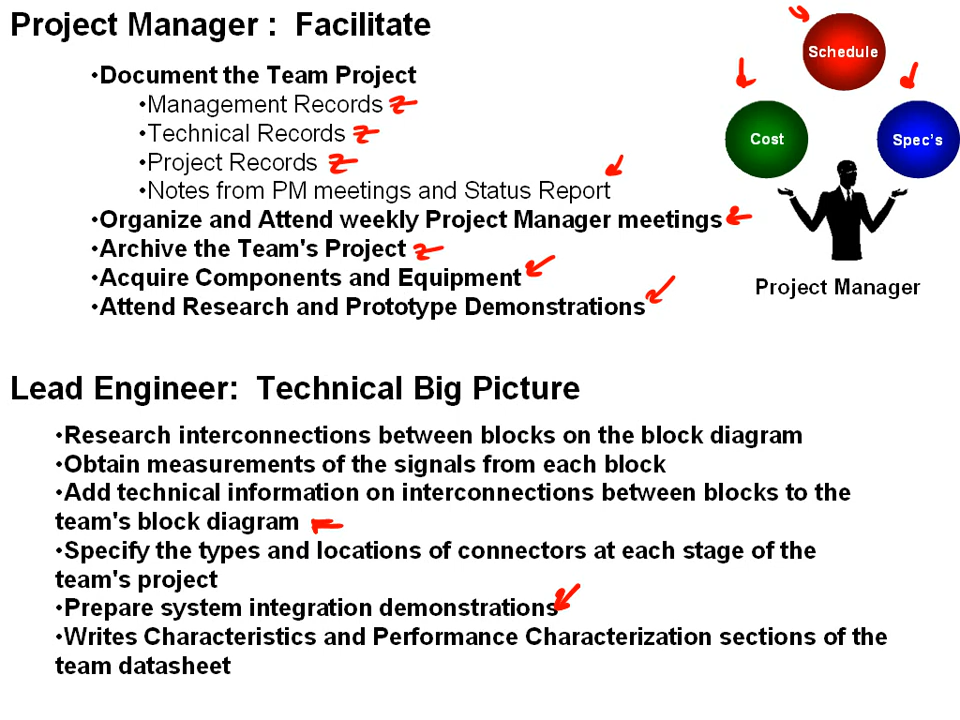 Project Manager :  Facilitate
•Document the Team Project
•Management Records
•Technical Records
•Project Records
•Notes from PM meetings and Status Report
•Organize and Attend weekly Project Manager meetings
•Archive the Team's Project
•Acquire Components and Equipment
•Attend Research and Prototype Demonstrations
Schedule
Cost
Spec's
Project Manager
Lead Engineer:  Technical Big Picture
•Research interconnections between blocks on the block diagram
•Obtain measurements of the signals from each block
•Add technical information on interconnections between blocks to the
team's block diagram
•Specify the types and locations of connectors at each stage of the
team's project
•Prepare system integration demonstrations
•Writes Characteristics and Performance Characterization sections of the
team datasheet